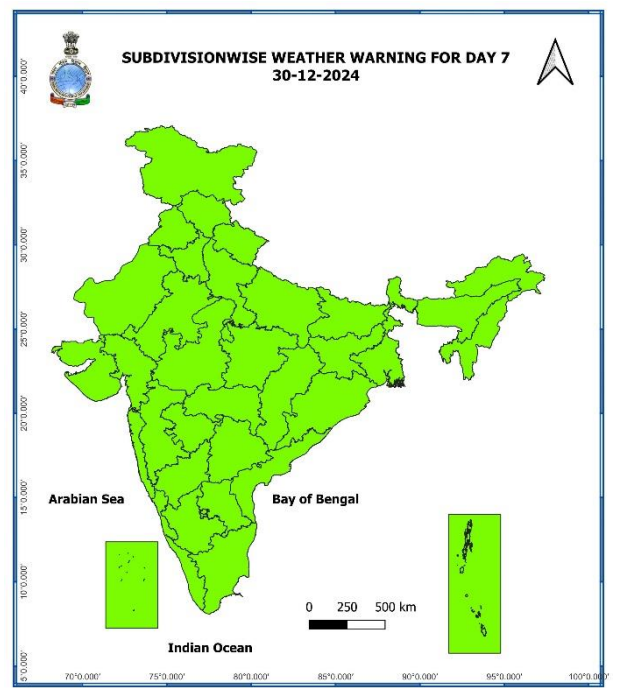 SUBDIVISIONWISE WEATHER WARNING FOR DAY 7
30-12-2024
40°0.000'
35°0.000'
30°0.000'
25°0.000'
20°0.000'
15°0.000'
10°0.000'
5°0.000'
Arabian Sea
Bay of Bengal
0 250 500 km
Indian Ocean
70°0.000' 75°0.000' 80°0.000' 85°0.000' 90°0.000' 95°0.000' 100°0.000'